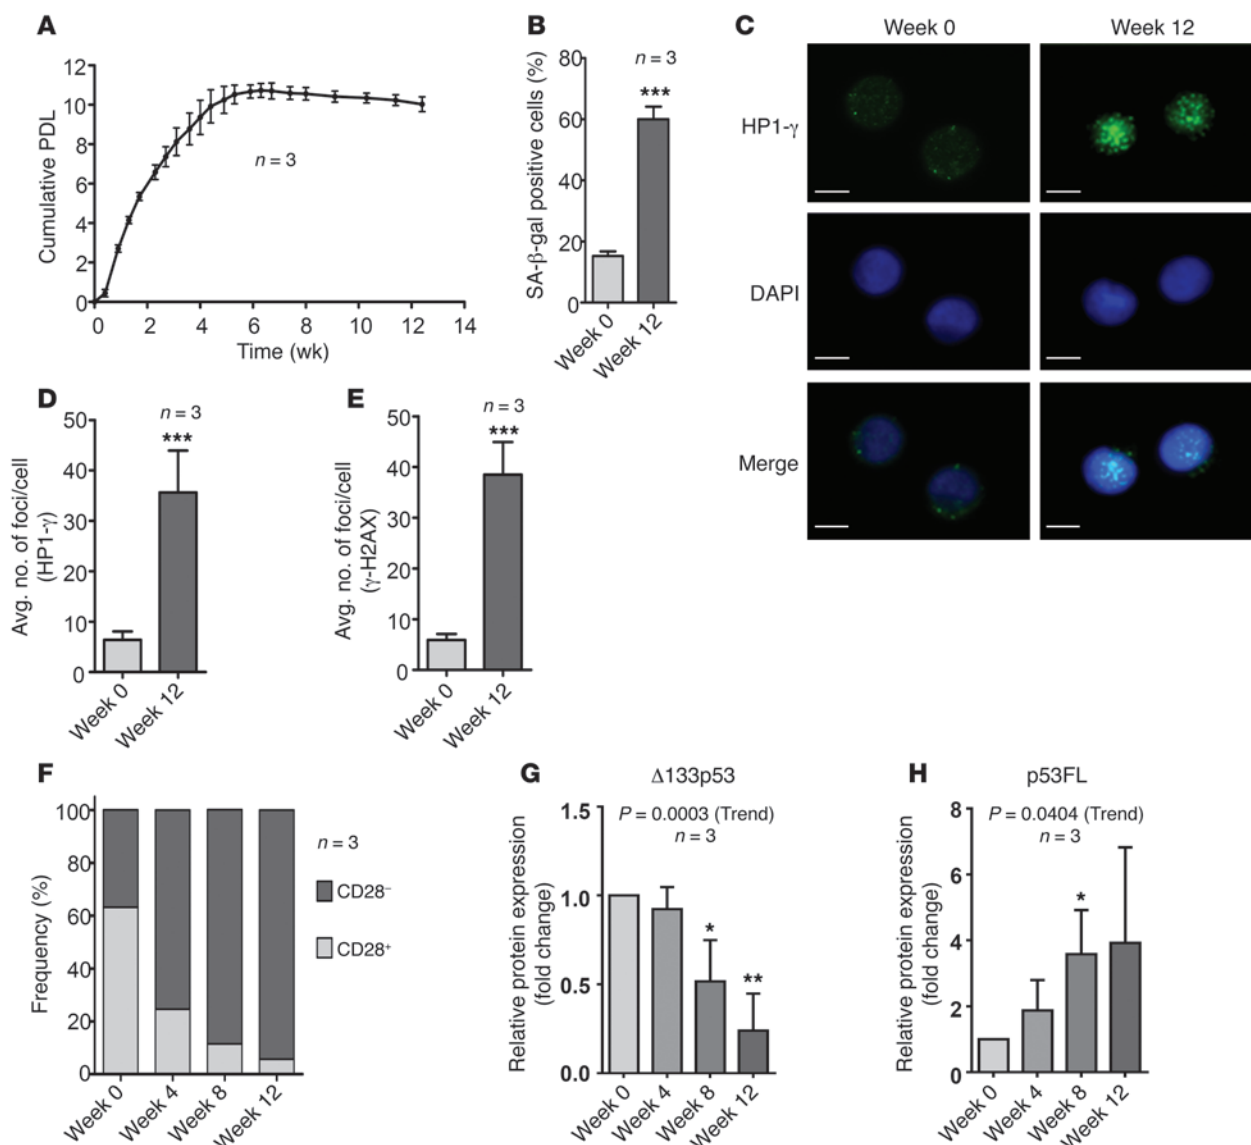 A
Cumulative PDL
12
10
8
6
4
2
0
n = 3
0 2 4 6 8 10 12 14
Time (wk)
B
SA-β-gal positive cells (%)
80
60
40
20
0
n = 3
***
Week 0
Week 12
C
Week 0 Week 12
HP1-γ
DAPI
Merge
D
Avg. no. of foci/cell
(HP1-γ)
50
40
30
20
10
0
n = 3
***
Week 0
Week 12
E
Avg. no. of foci/cell
(γ-H2AX)
50
40
30
20
10
0
n = 3
***
Week 0
Week 12
F
Frequency (%)
100
80
60
40
20
0
n = 3
CD28⁻
CD28⁺
Week 0
Week 4
Week 8
Week 12
G
Δ133p53
Relative protein expression
(fold change)
1.5
1.0
0.5
0.0
P = 0.0003 (Trend)
n = 3
*
**
Week 0
Week 4
Week 8
Week 12
H
p53FL
Relative protein expression
(fold change)
8
6
4
2
0
P = 0.0404 (Trend)
n = 3
*
Week 0
Week 4
Week 8
Week 12